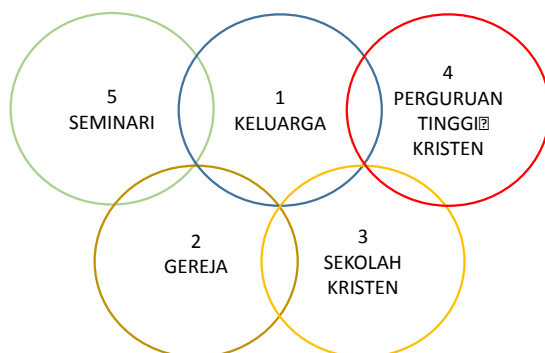 5
SEMINARI
1
KELUARGA
4
PERGURUAN
TINGGI
KRISTEN
2
GEREJA
3
SEKOLAH
KRISTEN